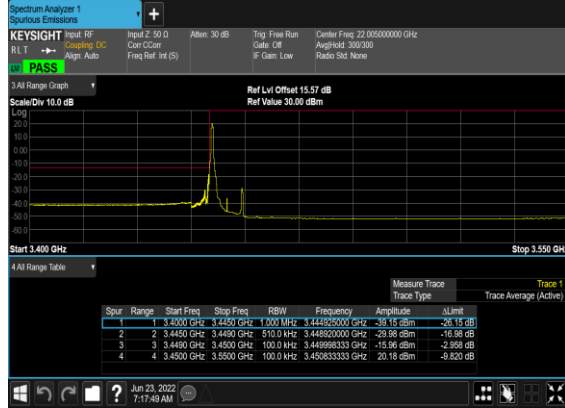 Spectrum Analyzer 1
Spurious Emissions
+
KEYSIGHT Input: RF Input Z: 50 Ω Atten: 30 dB Trig: Free Run Center Freq: 22.005000000 GHz
RLT Coupling: DC Corr CCorr Gate: Off Avg|Hold: 300/300
Align: Auto Freq Ref: Int (S) IF Gain: Low Radio Std: None
PASS
3 All Range Graph
Ref Lvl Offset 15.57 dB
Scale/Div 10.0 dB Ref Value 30.00 dBm
Log
20.0
10.0
0.00
-10.0
-20.0
-30.0
-40.0
-50.0
-60.0
Start 3.400 GHz Stop 3.550 GH
4 All Range Table
Measure Trace Trace 1
Trace Type Trace Average (Active)
Spur Range Start Freq Stop Freq RBW Frequency Amplitude ΔLimit
1 1 3.4000 GHz 3.4450 GHz 1.000 MHz 3.444925000 GHz -39.15 dBm -26.15 dB
2 2 3.4450 GHz 3.4490 GHz 510.0 kHz 3.448920000 GHz -29.98 dBm -16.98 dB
3 3 3.4490 GHz 3.4500 GHz 100.0 kHz 3.449998333 GHz -15.96 dBm -2.958 dB
4 4 3.4500 GHz 3.5500 GHz 100.0 kHz 3.450833333 GHz 20.18 dBm -9.820 dB
? Jun 23, 2022
7:17:49 AM